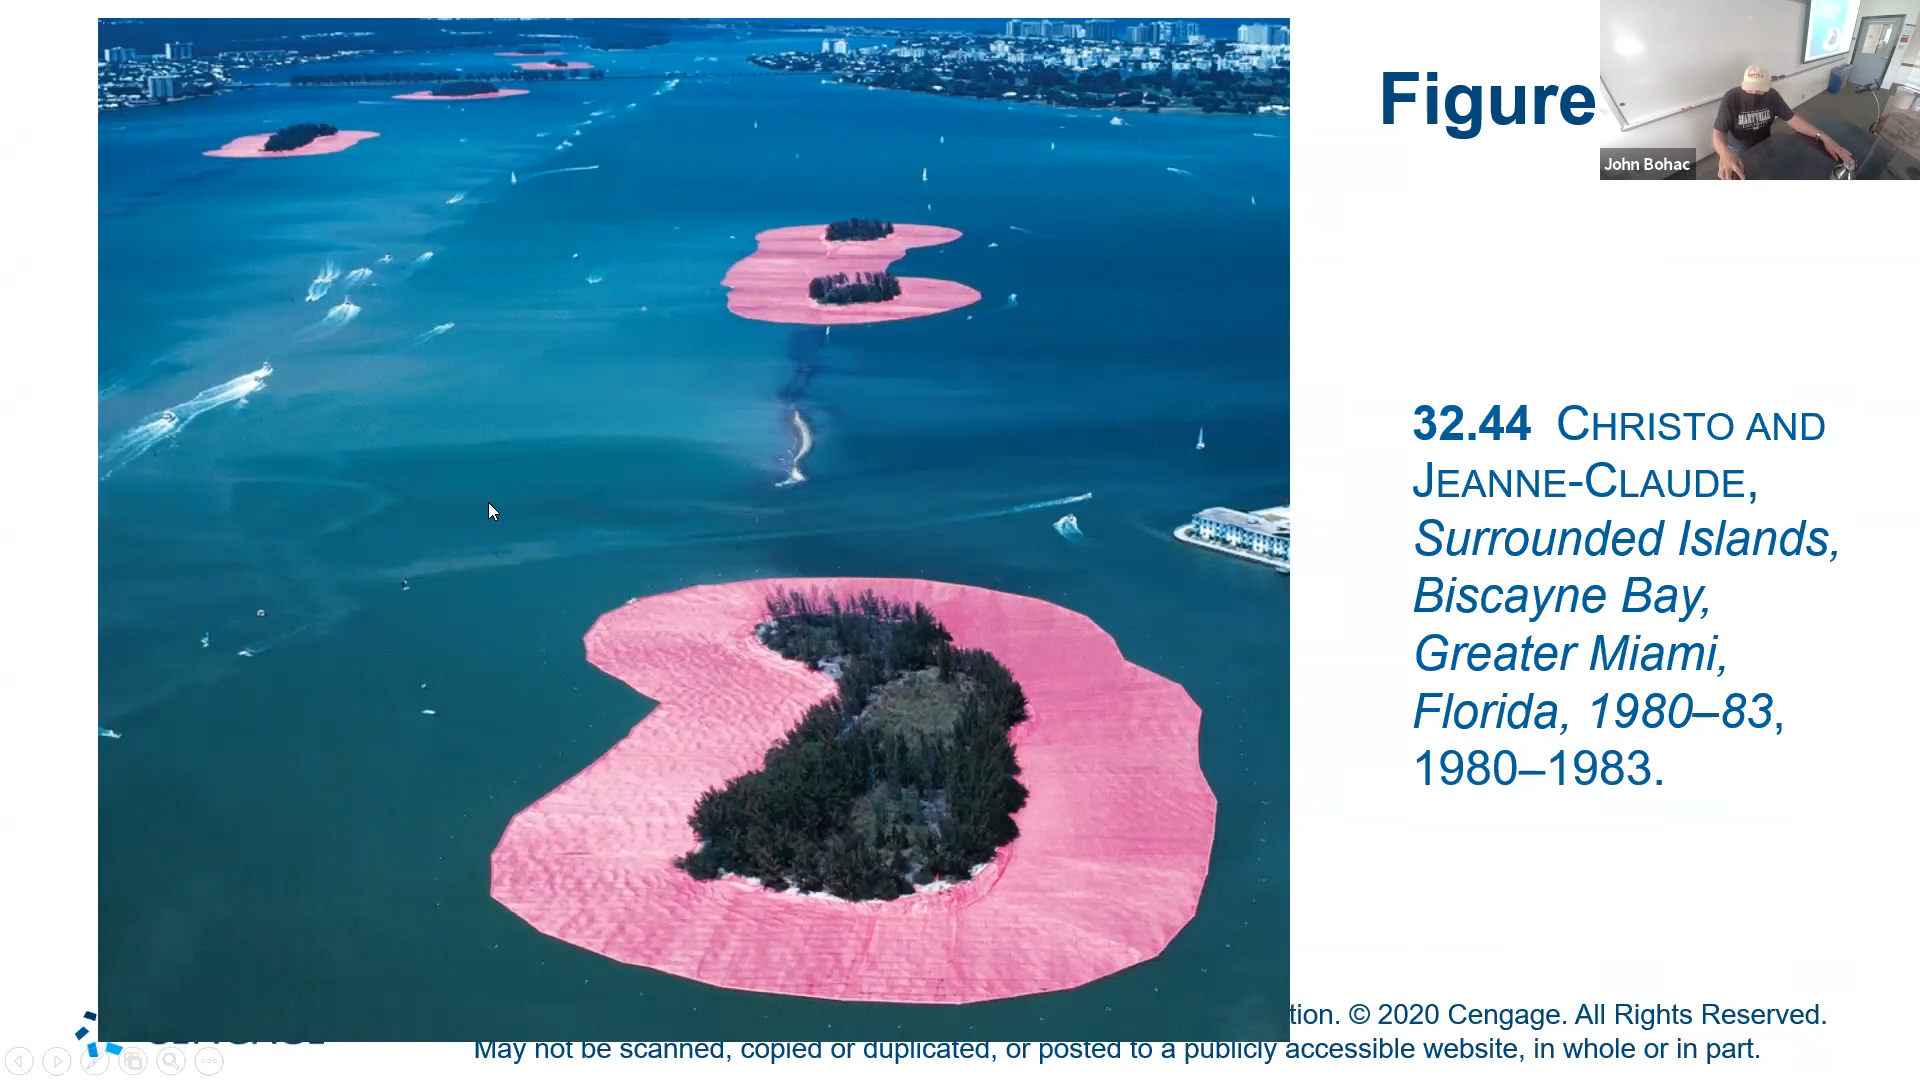 Figure
John Bohac
MARYVILLE
32.44 CHRISTO AND
JEANNE-CLAUDE,
Surrounded Islands,
Biscayne Bay,
Greater Miami,
Florida, 1980–83,
1980–1983.
tion. © 2020 Cengage. All Rights Reserved.
May not be scanned, copied or duplicated, or posted to a publicly accessible website, in whole or in part.